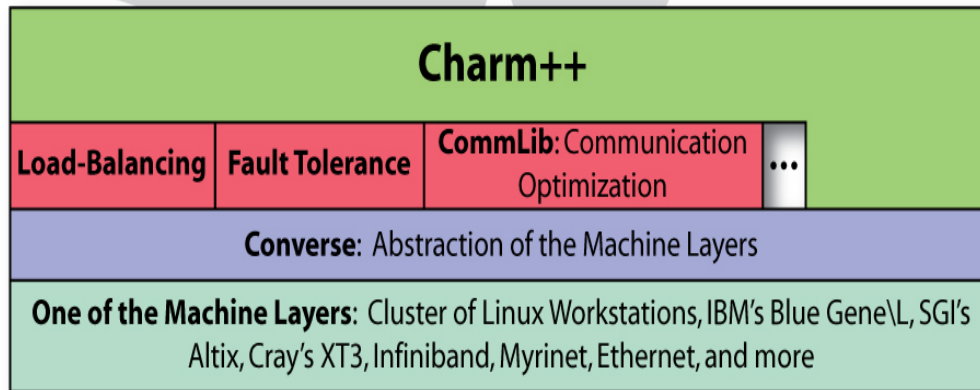 Charm++
Load-Balancing
Fault Tolerance
CommLib: Communication
Optimization
...
Converse: Abstraction of the Machine Layers
One of the Machine Layers: Cluster of Linux Workstations, IBM's Blue Gene\L, SGI's
Altix, Cray's XT3, Infiniband, Myrinet, Ethernet, and more